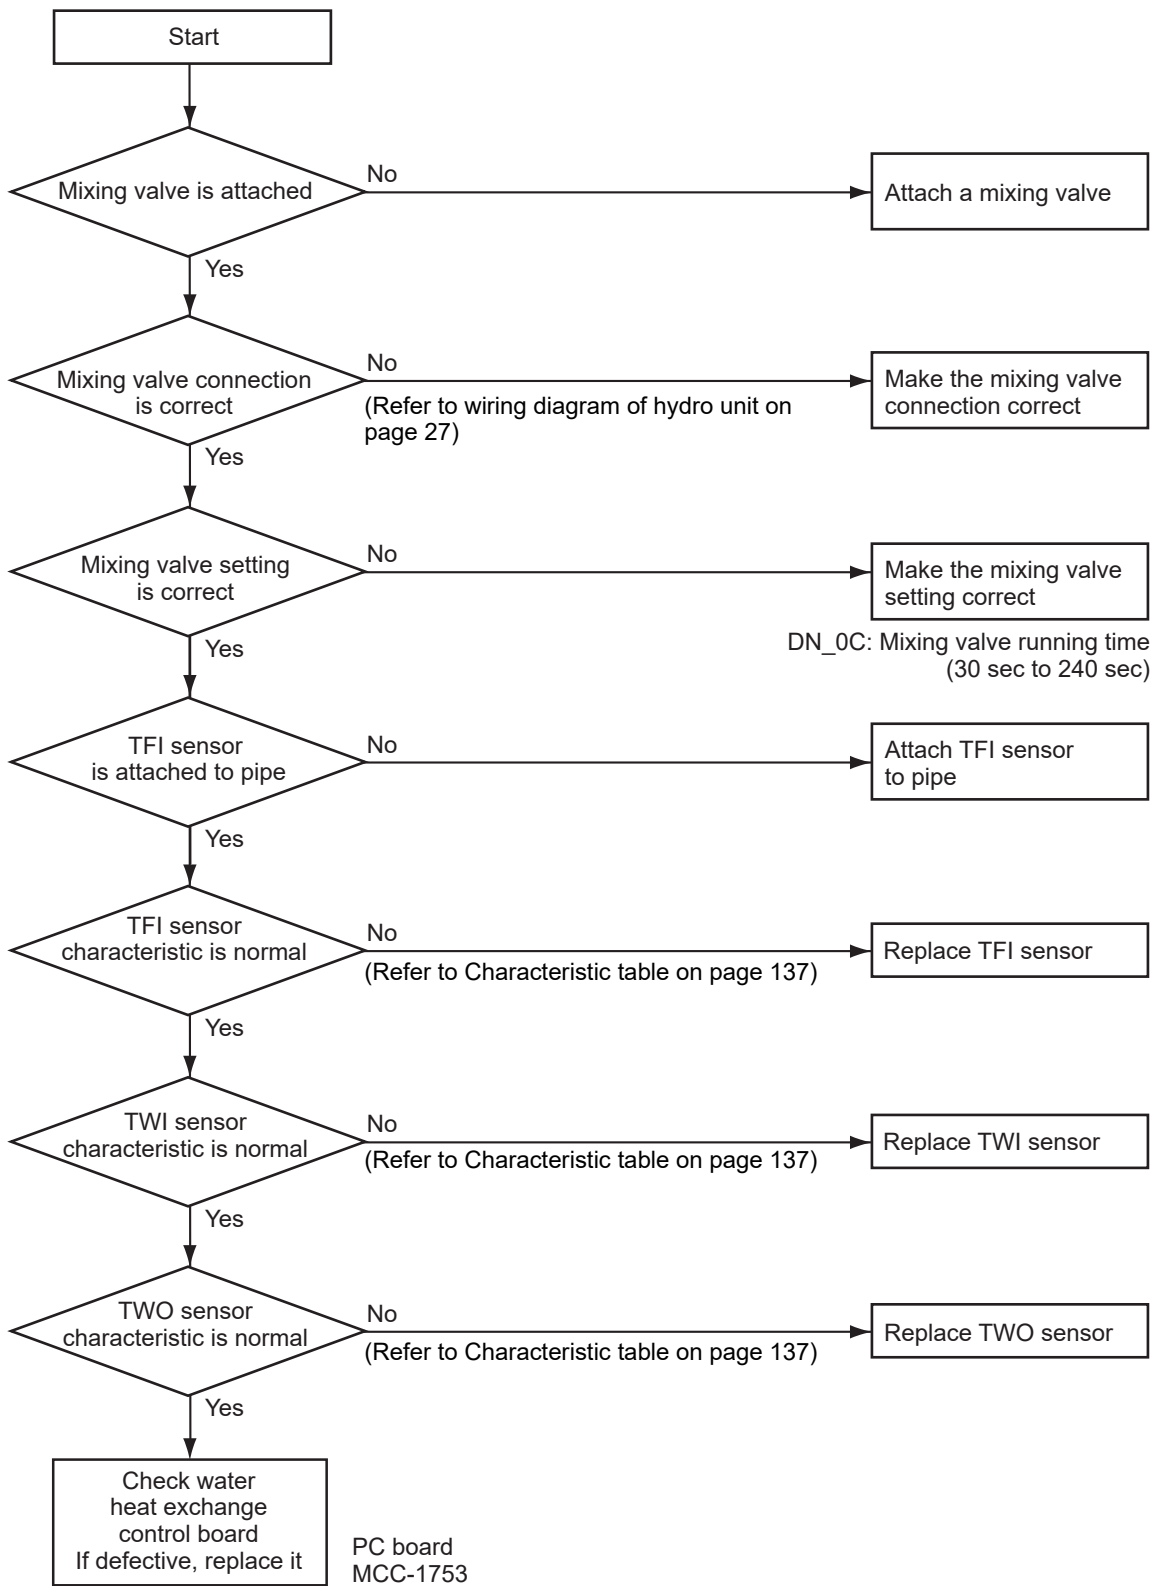 Start
Mixing valve is attached
No
Attach a mixing valve
Yes
Mixing valve connection
is correct
No
(Refer to wiring diagram of hydro unit on
page 27)
Make the mixing valve
connection correct
Yes
Mixing valve setting
is correct
No
Make the mixing valve
setting correct
DN_0C: Mixing valve running time
(30 sec to 240 sec)
Yes
TFI sensor
is attached to pipe
No
Attach TFI sensor
to pipe
Yes
TFI sensor
characteristic is normal
No
(Refer to Characteristic table on page 137)
Replace TFI sensor
Yes
TWI sensor
characteristic is normal
No
(Refer to Characteristic table on page 137)
Replace TWI sensor
Yes
TWO sensor
characteristic is normal
No
(Refer to Characteristic table on page 137)
Replace TWO sensor
Yes
Check water
heat exchange
control board
If defective, replace it
PC board
MCC-1753